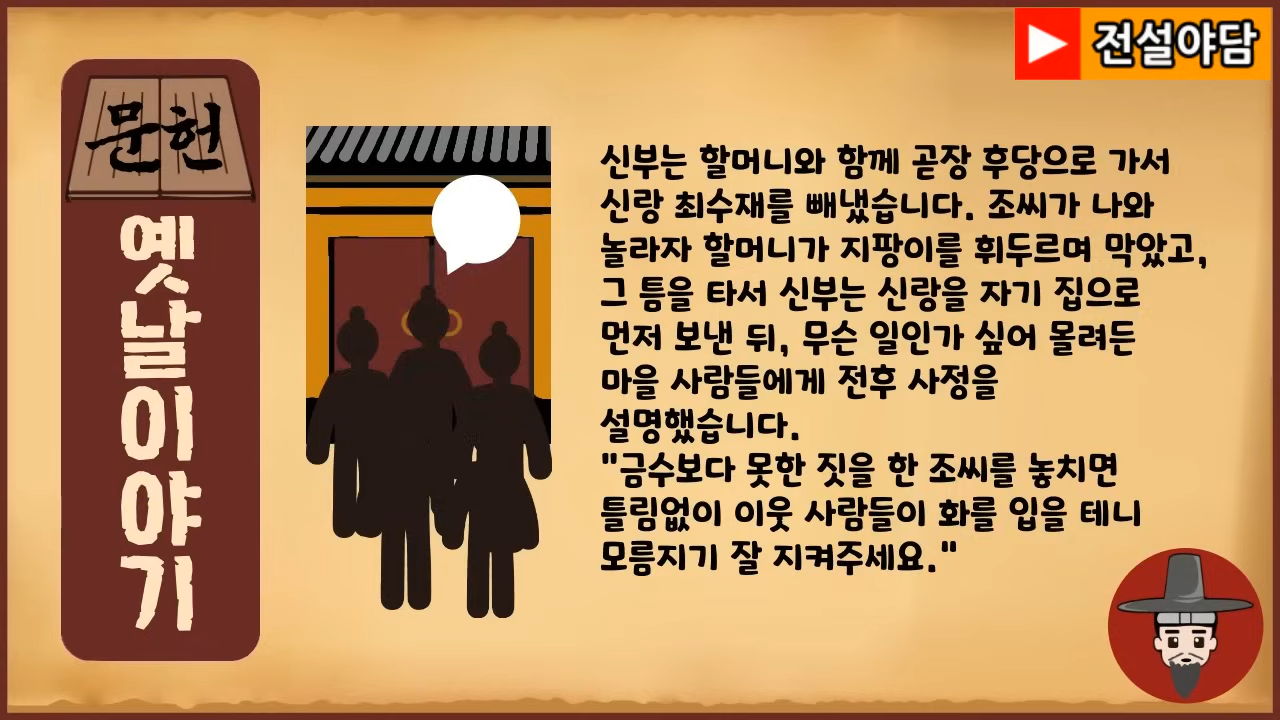 전설야담
문헌
옛날이야기
신부는 할머니와 함께 곧장 후당으로 가서
신랑 최수재를 빼냈습니다. 조씨가 나와
놀라자 할머니가 지팡이를 휘두르며 막았고,
그 틈을 타서 신부는 신랑을 자기 집으로
먼저 보낸 뒤, 무슨 일인가 싶어 몰려든
마을 사람들에게 전후 사정을
설명했습니다.
"금수보다 못한 짓을 한 조씨를 놓치면
틀림없이 이웃 사람들이 화를 입을 테니
모름지기 잘 지켜주세요."